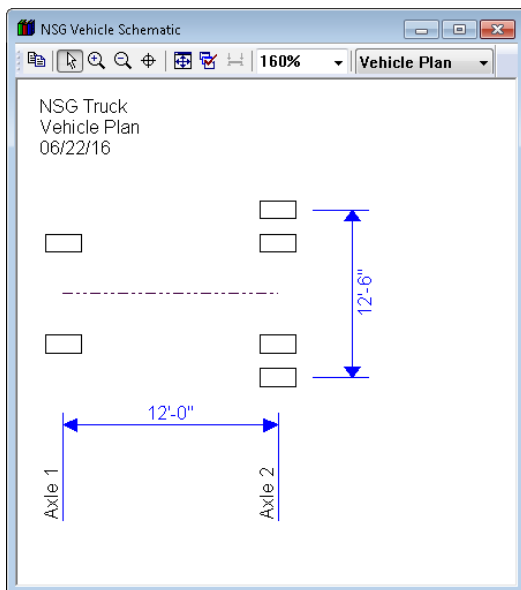 NSG Vehicle Schematic
160%
Vehicle Plan
NSG Truck
Vehicle Plan
06/22/16
12'-6"
12'-0"
Axle 1
Axle 2